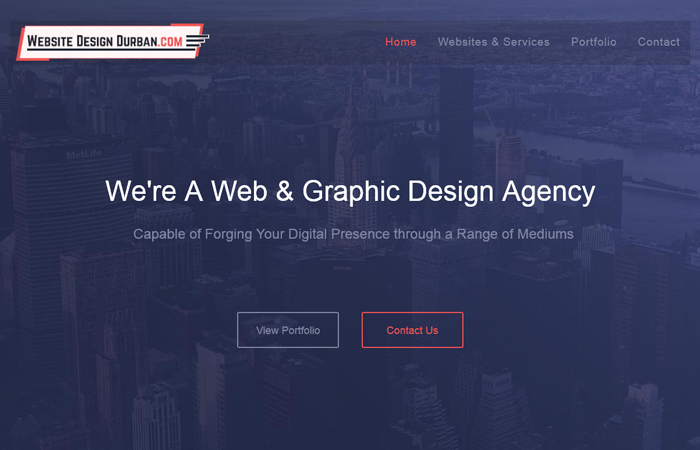 WEBSITE DESIGN DURBAN.COM
Home Websites & Services Portfolio Contact
MetLife
We're A Web & Graphic Design Agency
Capable of Forging Your Digital Presence through a Range of Mediums
View Portfolio Contact Us